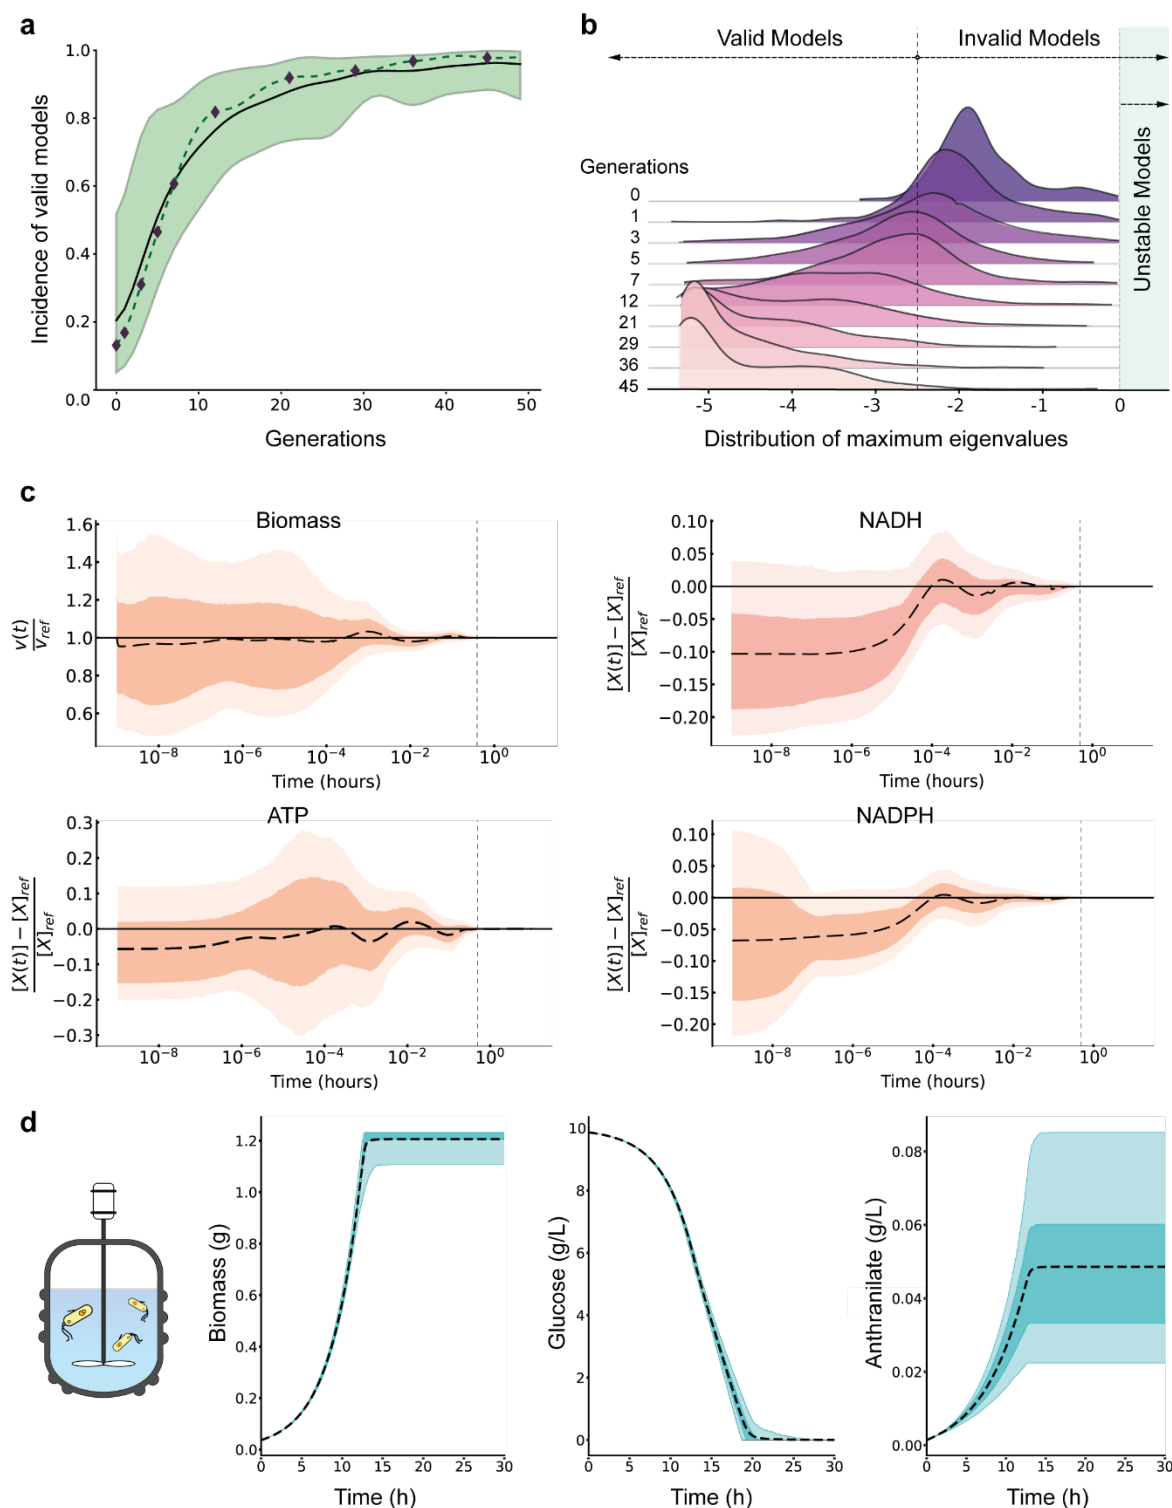 a
Incidence of valid models
1.0
0.8
0.6
0.4
0.2
0.0
0 10 20 30 40 50
Generations
b
Valid Models Invalid Models
Unstable Models
Generations
0
1
3
5
7
12
21
29
36
45
-5 -4 -3 -2 -1 0
Distribution of maximum eigenvalues
c
Biomass
v(t)/v_ref
1.6
1.4
1.2
1.0
0.8
0.6
10⁻⁸ 10⁻⁶ 10⁻⁴ 10⁻² 10⁰
Time (hours)
NADH
[X(t)] − [X]_ref / [X]_ref
0.10
0.05
0.00
−0.05
−0.10
−0.15
−0.20
10⁻⁸ 10⁻⁶ 10⁻⁴ 10⁻² 10⁰
Time (hours)
ATP
[X(t)] − [X]_ref / [X]_ref
0.3
0.2
0.1
0.0
−0.1
−0.2
−0.3
10⁻⁸ 10⁻⁶ 10⁻⁴ 10⁻² 10⁰
Time (hours)
NADPH
[X(t)] − [X]_ref / [X]_ref
0.10
0.05
0.00
−0.05
−0.10
−0.15
−0.20
10⁻⁸ 10⁻⁶ 10⁻⁴ 10⁻² 10⁰
Time (hours)
d
Biomass (g)
1.2
1.0
0.8
0.6
0.4
0.2
0.0
0 5 10 15 20 25 30
Time (h)
Glucose (g/L)
10
8
6
4
2
0
0 5 10 15 20 25 30
Time (h)
Anthranilate (g/L)
0.08
0.06
0.04
0.02
0.00
0 5 10 15 20 25 30
Time (h)